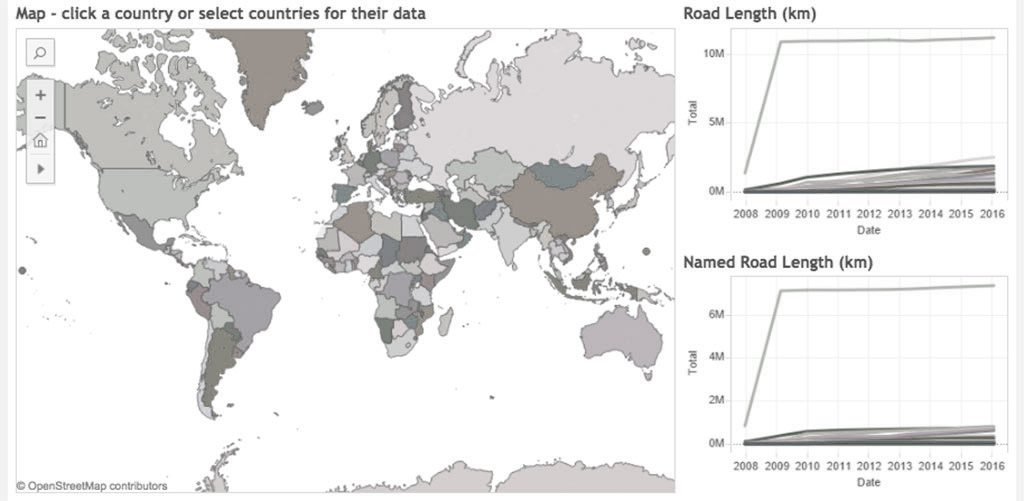 Map - click a country or select countries for their data
+
−
© OpenStreetMap contributors
Road Length (km)
Total
10M
5M
0M
2008 2009 2010 2011 2012 2013 2014 2015 2016
Date
Named Road Length (km)
Total
6M
4M
2M
0M
2008 2009 2010 2011 2012 2013 2014 2015 2016
Date